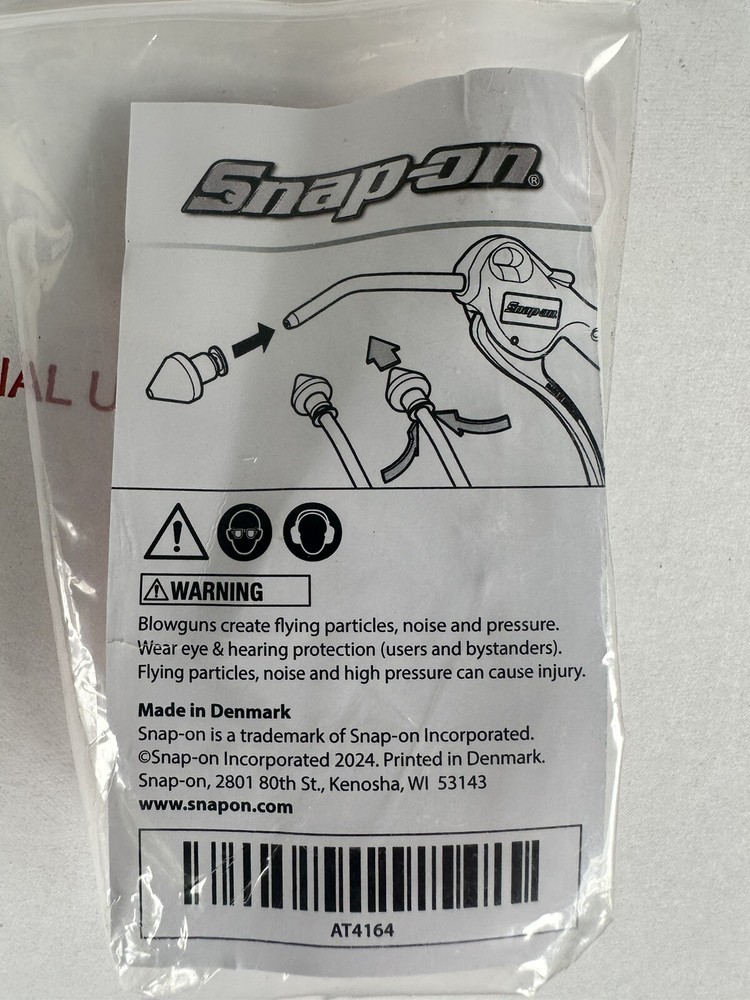 Snap-on®
Snap-on
IAL U
WARNING
Blowguns create flying particles, noise and pressure.
Wear eye & hearing protection (users and bystanders).
Flying particles, noise and high pressure can cause injury.
Made in Denmark
Snap-on is a trademark of Snap-on Incorporated.
©Snap-on Incorporated 2024. Printed in Denmark.
Snap-on, 2801 80th St., Kenosha, WI 53143
www.snapon.com
AT4164